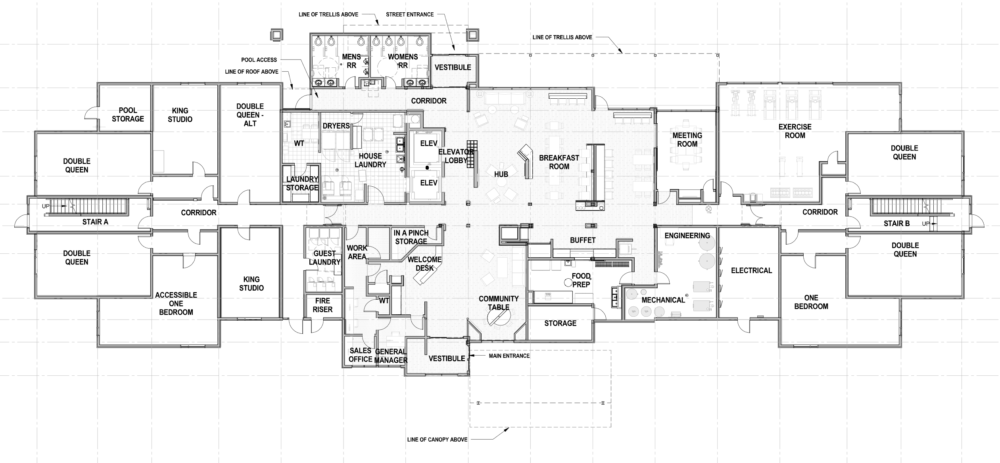 LINE OF TRELLIS ABOVE
STREET ENTRANCE
LINE OF TRELLIS ABOVE
POOL ACCESS
LINE OF ROOF ABOVE
MENS
RR
WOMENS
RR
VESTIBULE
CORRIDOR
POOL
STORAGE
KING
STUDIO
DOUBLE
QUEEN -
ALT
DRYERS
WT
HOUSE
LAUNDRY
LAUNDRY
STORAGE
ELEV
ELEV
ELEVATOR
LOBBY
HUB
BREAKFAST
ROOM
MEETING
ROOM
EXERCISE
ROOM
DOUBLE
QUEEN
DOUBLE
QUEEN
UP
STAIR A
CORRIDOR
CORRIDOR
STAIR B
UP
DOUBLE
QUEEN
ACCESSIBLE
ONE
BEDROOM
KING
STUDIO
GUEST
LAUNDRY
FIRE
RISER
WORK
AREA
IN A PINCH
STORAGE
WELCOME
DESK
WT
SALES
OFFICE
GENERAL
MANAGER
VESTIBULE
MAIN ENTRANCE
COMMUNITY
TABLE
BUFFET
FOOD
PREP
STORAGE
ENGINEERING
MECHANICAL
ELECTRICAL
ONE
BEDROOM
DOUBLE
QUEEN
LINE OF CANOPY ABOVE